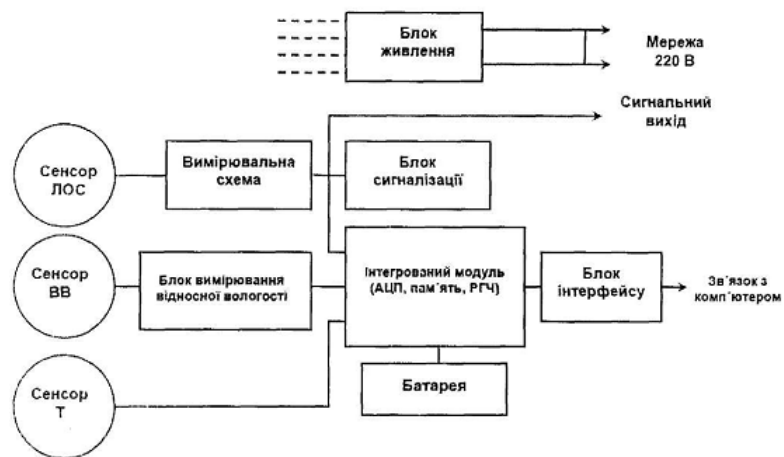 Блок
живлення
Мережа
220 В
Сигнальний
вихід
Сенсор
ЛОС
Вимірювальна
схема
Блок
сигналізації
Сенсор
ВВ
Блок вимірювання
відносної вологості
Інтегрований модуль
(АЦП, пам´ять, РГЧ)
Блок
інтерфейсу
Зв´язок з
комп´ютером
Сенсор
Т
Батарея